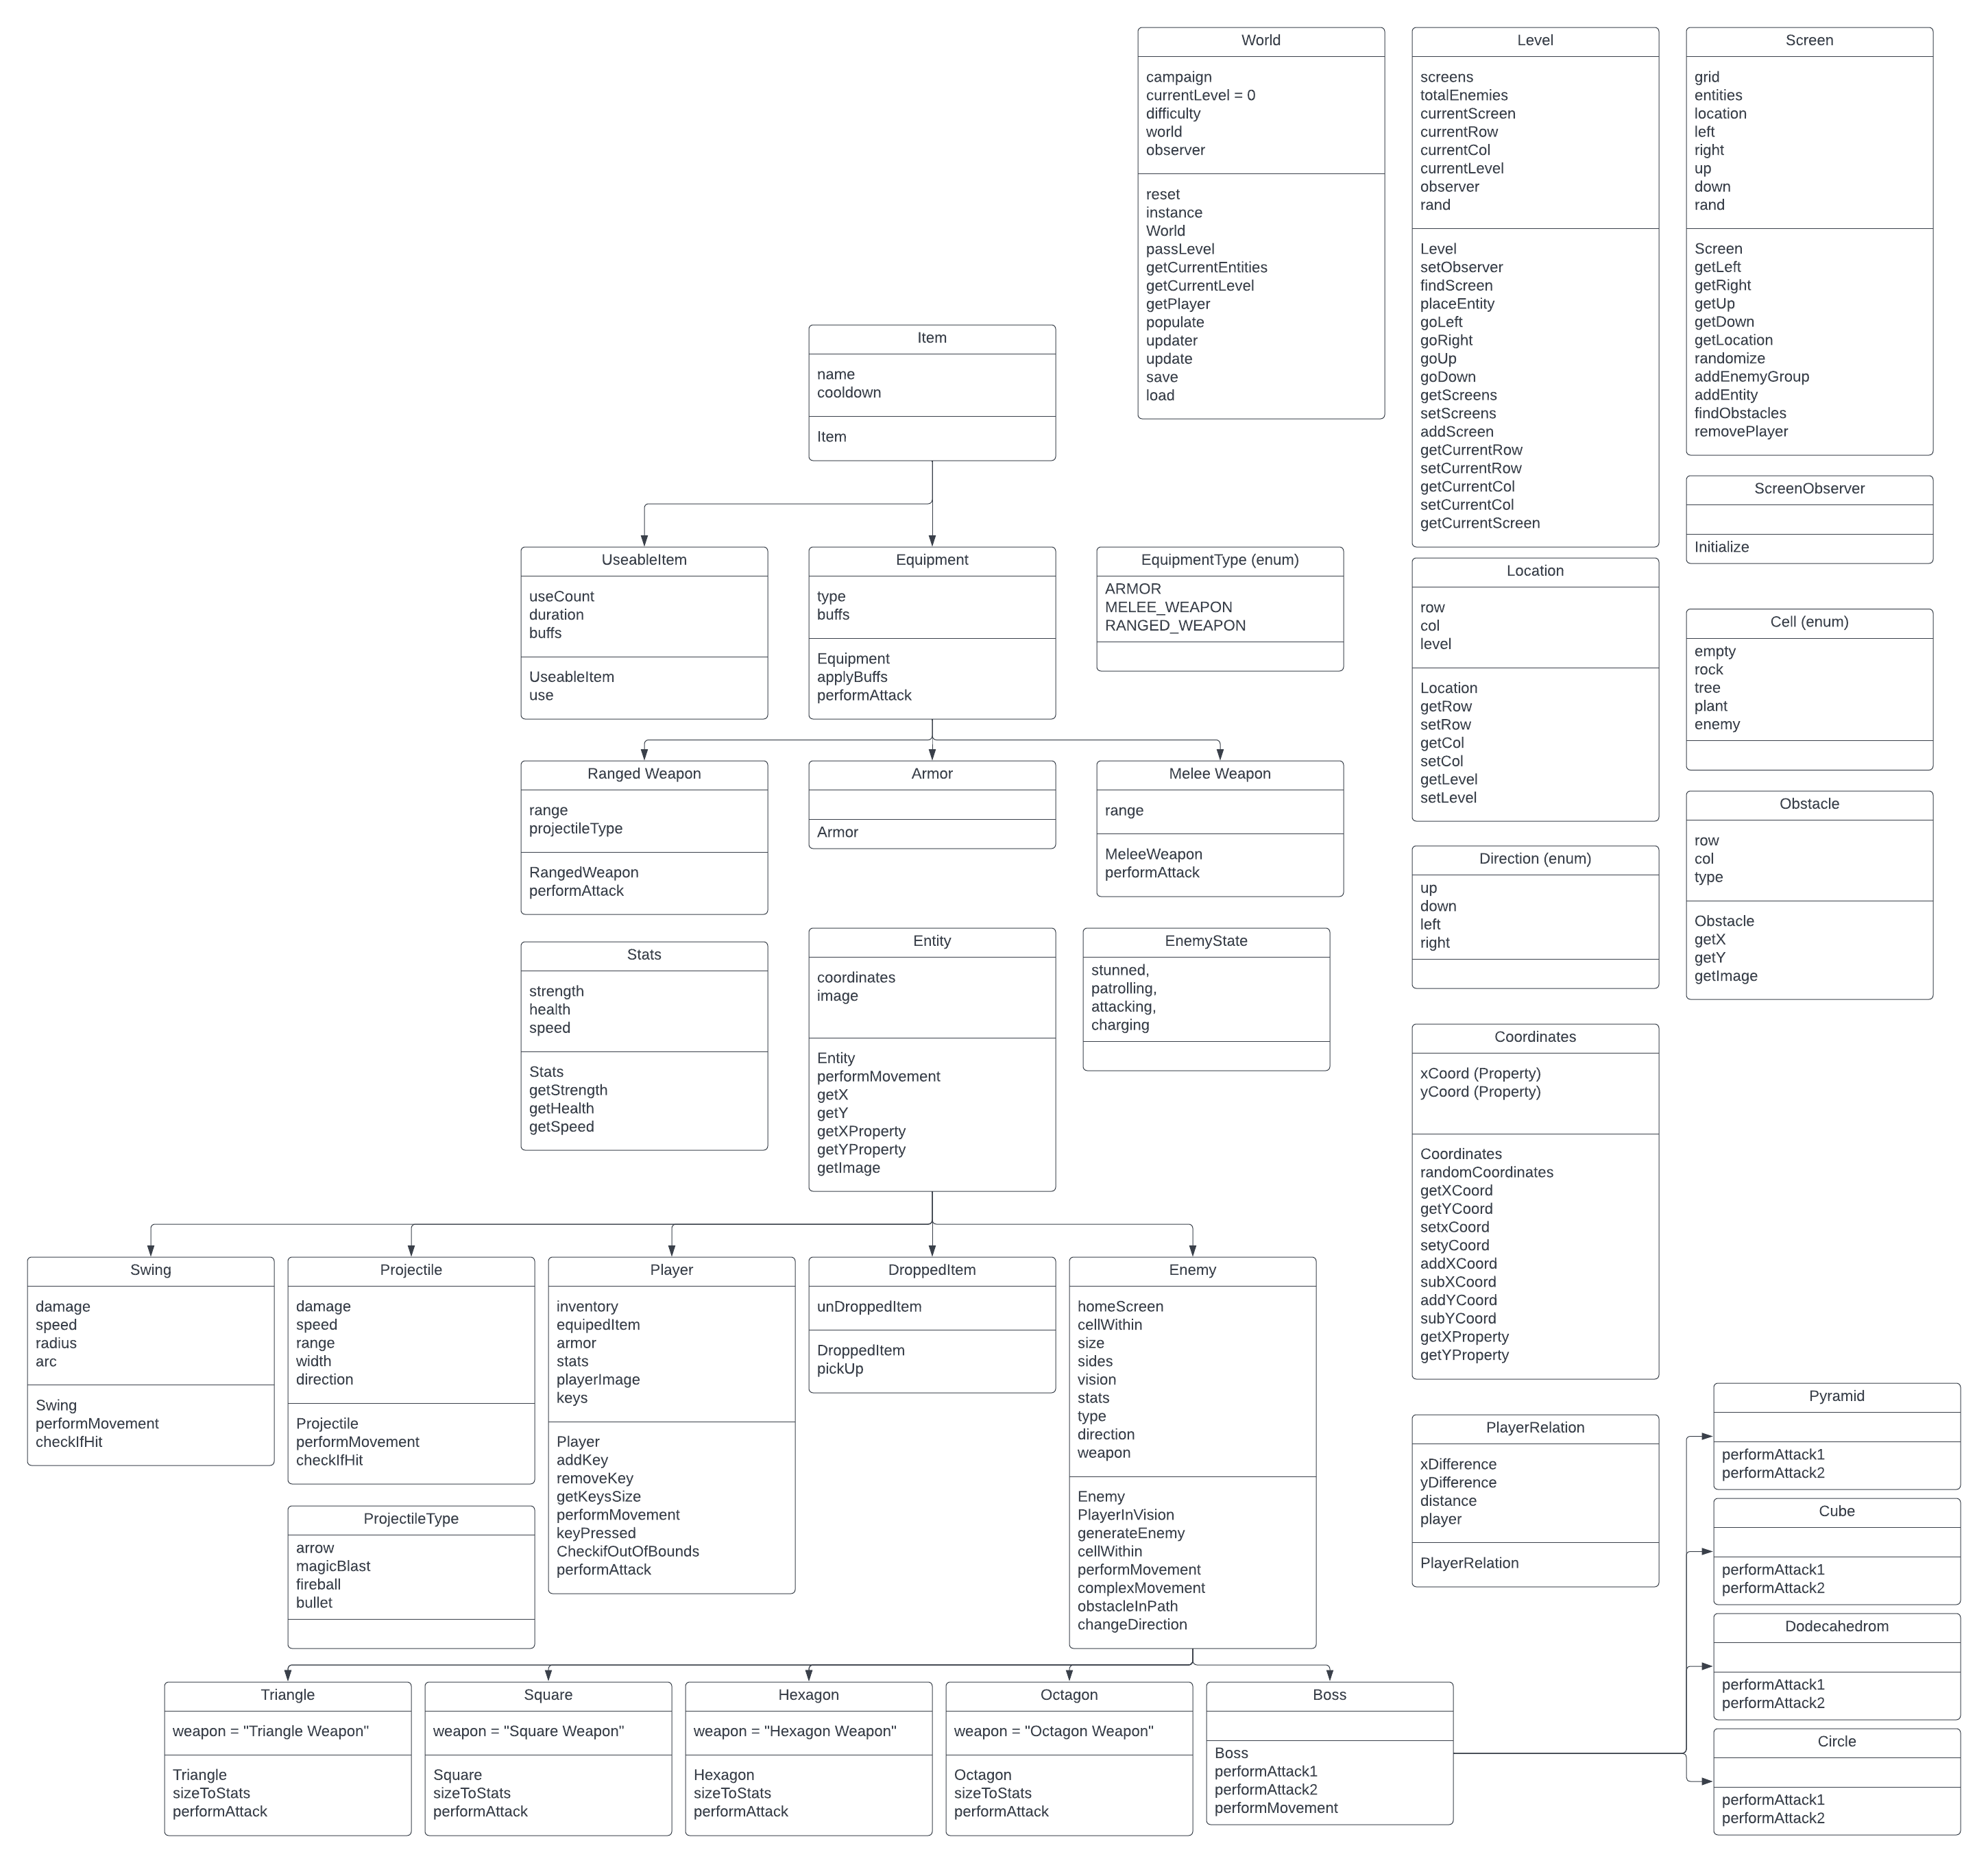 World
campaign
currentLevel = 0
difficulty
world
observer
reset
instance
World
passLevel
getCurrentEntities
getCurrentLevel
getPlayer
populate
updater
update
save
load
Level
screens
totalEnemies
currentScreen
currentRow
currentCol
currentLevel
observer
rand
Level
setObserver
findScreen
placeEntity
goLeft
goRight
goUp
goDown
getScreens
setScreens
addScreen
getCurrentRow
setCurrentRow
getCurrentCol
setCurrentCol
getCurrentScreen
Screen
grid
entities
location
left
right
up
down
rand
Screen
getLeft
getRight
getUp
getDown
getLocation
randomize
addEnemyGroup
addEntity
findObstacles
removePlayer
Item
name
cooldown
Item
ScreenObserver
Initialize
UseableItem
useCount
duration
buffs
UseableItem
use
Equipment
type
buffs
Equipment
applyBuffs
performAttack
EquipmentType (enum)
ARMOR
MELEE_WEAPON
RANGED_WEAPON
Location
row
col
level
Location
getRow
setRow
getCol
setCol
getLevel
setLevel
Cell (enum)
empty
rock
tree
plant
enemy
Ranged Weapon
range
projectileType
RangedWeapon
performAttack
Armor
Armor
Melee Weapon
range
MeleeWeapon
performAttack
Direction (enum)
up
down
left
right
Obstacle
row
col
type
Obstacle
getX
getY
getImage
Stats
strength
health
speed
Stats
getStrength
getHealth
getSpeed
Entity
coordinates
image
Entity
performMovement
getX
getY
getXProperty
getYProperty
getImage
EnemyState
stunned,
patrolling,
attacking,
charging
Coordinates
xCoord (Property)
yCoord (Property)
Coordinates
randomCoordinates
getXCoord
getYCoord
setxCoord
setyCoord
addXCoord
subXCoord
addYCoord
subYCoord
getXProperty
getYProperty
Swing
damage
speed
radius
arc
Swing
performMovement
checkIfHit
Projectile
damage
speed
range
width
direction
Projectile
performMovement
checkIfHit
Player
inventory
equipedItem
armor
stats
playerImage
keys
Player
addKey
removeKey
getKeysSize
performMovement
keyPressed
CheckifOutOfBounds
performAttack
DroppedItem
unDroppedItem
DroppedItem
pickUp
Enemy
homeScreen
cellWithin
size
sides
vision
stats
type
direction
weapon
Enemy
PlayerInVision
generateEnemy
cellWithin
performMovement
complexMovement
obstacleInPath
changeDirection
PlayerRelation
xDifference
yDifference
distance
player
PlayerRelation
Pyramid
performAttack1
performAttack2
Cube
performAttack1
performAttack2
Dodecahedrom
performAttack1
performAttack2
Circle
performAttack1
performAttack2
ProjectileType
arrow
magicBlast
fireball
bullet
Triangle
weapon = "Triangle Weapon"
Triangle
sizeToStats
performAttack
Square
weapon = "Square Weapon"
Square
sizeToStats
performAttack
Hexagon
weapon = "Hexagon Weapon"
Hexagon
sizeToStats
performAttack
Octagon
weapon = "Octagon Weapon"
Octagon
sizeToStats
performAttack
Boss
Boss
performAttack1
performAttack2
performMovement